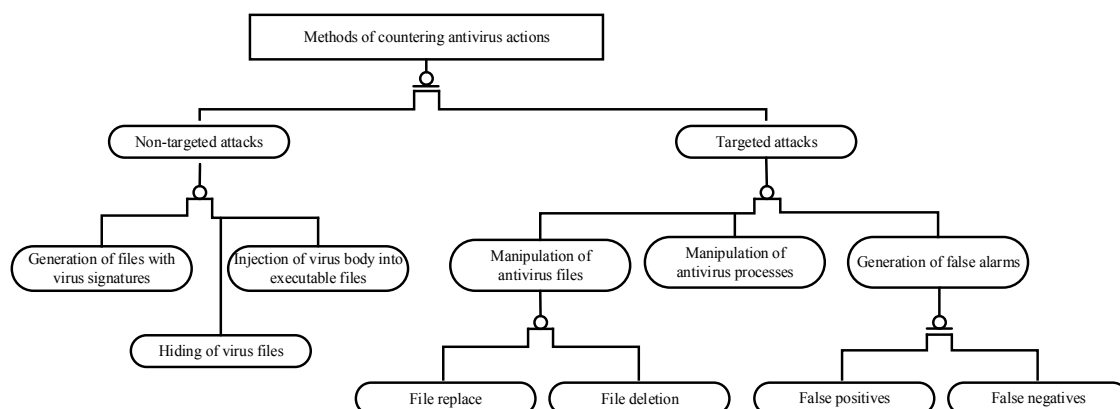 Methods of countering antivirus actions
Non-targeted attacks
Targeted attacks
Generation of files with
virus signatures
Injection of virus body into
executable files
Manipulation of
antivirus files
Manipulation of
antivirus processes
Generation of false alarms
Hiding of virus files
File replace
File deletion
False positives
False negatives